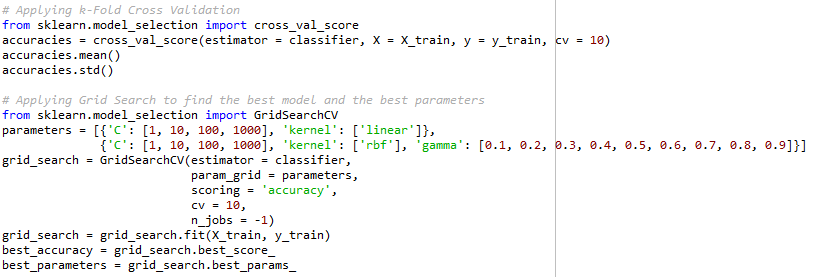 # Applying k-Fold Cross Validation
from sklearn.model_selection import cross_val_score
accuracies = cross_val_score(estimator = classifier, X = X_train, y = y_train, cv = 10)
accuracies.mean()
accuracies.std()

# Applying Grid Search to find the best model and the best parameters
from sklearn.model_selection import GridSearchCV
parameters = [{'C': [1, 10, 100, 1000], 'kernel': ['linear']},
              {'C': [1, 10, 100, 1000], 'kernel': ['rbf'], 'gamma': [0.1, 0.2, 0.3, 0.4, 0.5, 0.6, 0.7, 0.8, 0.9]}]
grid_search = GridSearchCV(estimator = classifier,
                           param_grid = parameters,
                           scoring = 'accuracy',
                           cv = 10,
                           n_jobs = -1)
grid_search = grid_search.fit(X_train, y_train)
best_accuracy = grid_search.best_score_
best_parameters = grid_search.best_params_